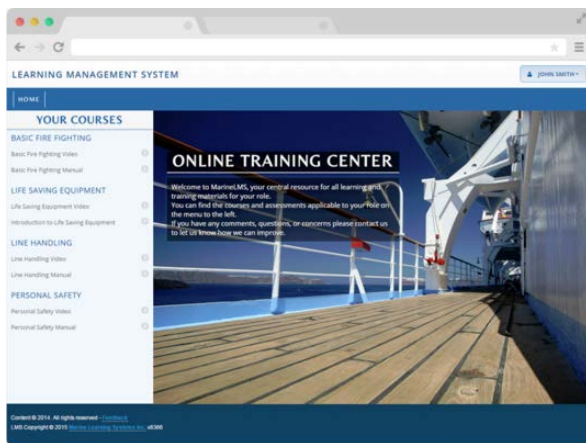 LEARNING MANAGEMENT SYSTEM
JOHN SMITH
HOME
YOUR COURSES
BASIC FIRE FIGHTING
Basic Fire Fighting Video
Basic Fire Fighting Manual
LIFE SAVING EQUIPMENT
Life Saving Equipment Video
Introduction to Life Saving Equipment
LINE HANDLING
Line Handling Video
Line Handling Manual
PERSONAL SAFETY
Personal Safety Video
Personal Safety Manual
ONLINE TRAINING CENTER
Welcome to MarineLMS, your central resource for all learning and
training materials for your role.
You can find the courses and assessments applicable to your role on
the menu to the left.
If you have any comments, questions, or concerns please contact us
to let us know how we can improve.
Content © 2014. All rights reserved - Feedback
LMS Copyright © 2015 Marine Learning Systems Inc. v8366